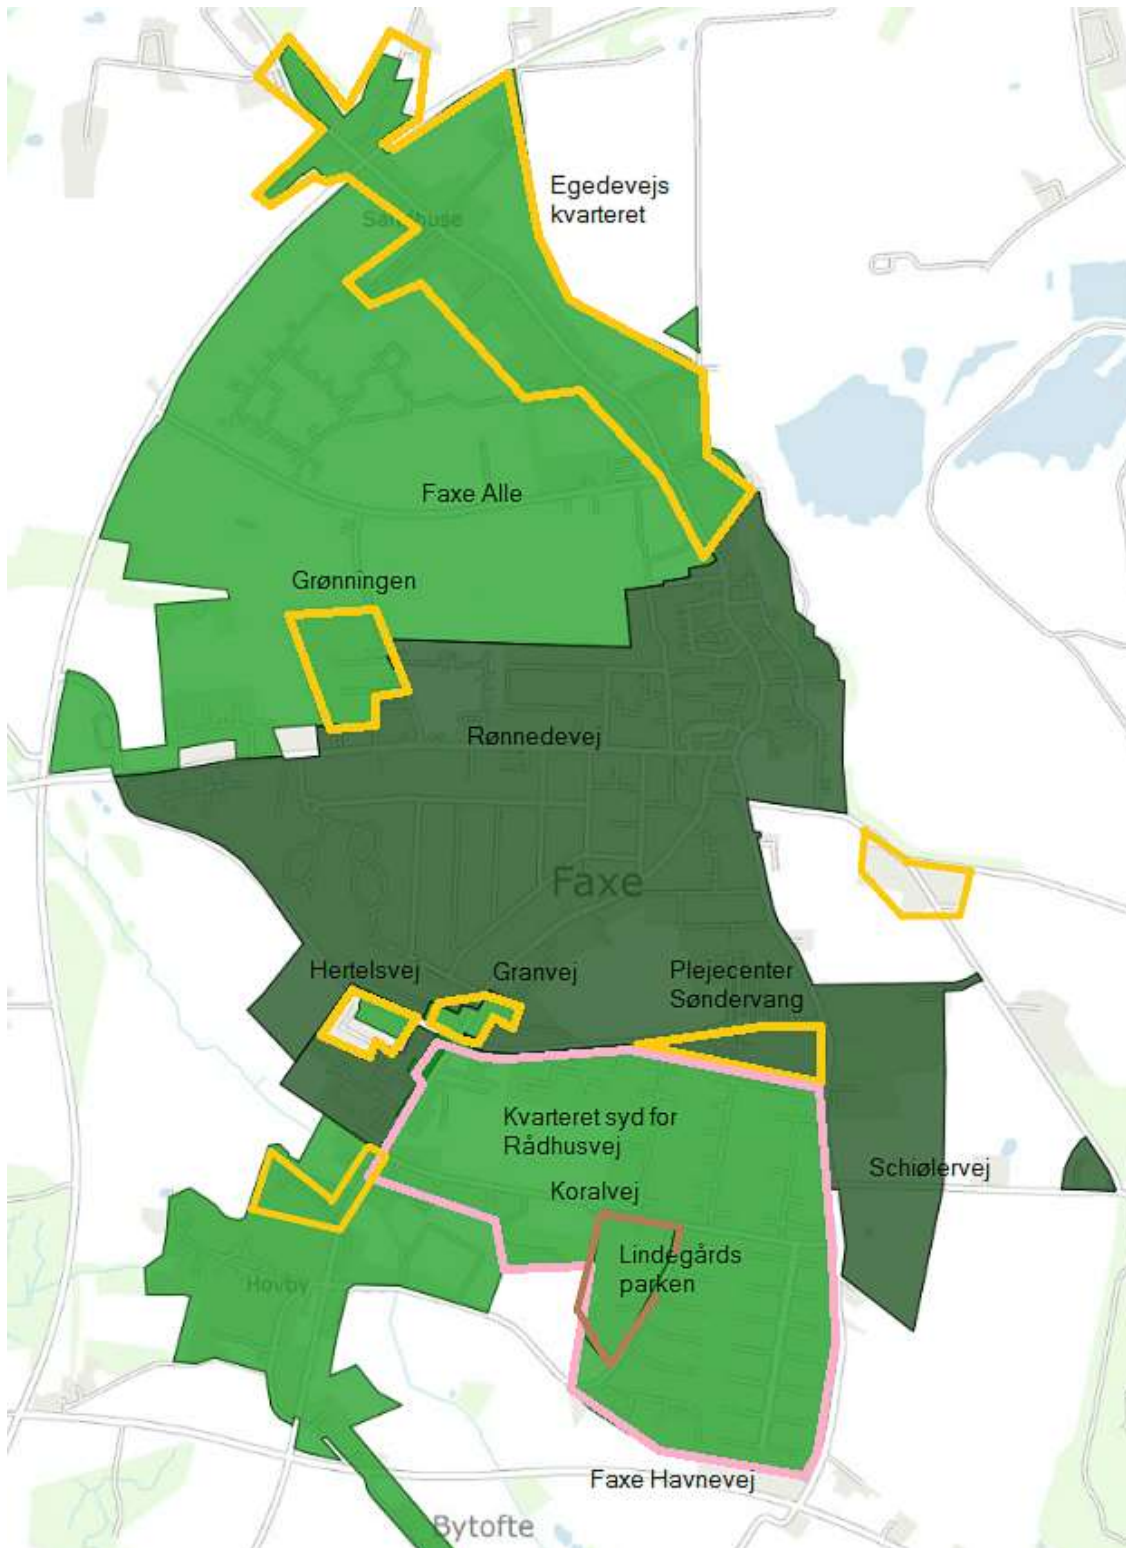 Egedevejs
kvarteret
Sandhuse
Faxe Alle
Grønningen
Rønnedevej
Faxe
Hertelsvej
Granvej
Plejecenter
Søndervang
Kvarteret syd for
Rådhusvej
Schiølervej
Koralvej
Lindegårds
parken
Hovby
Faxe Havnevej
Bytofte